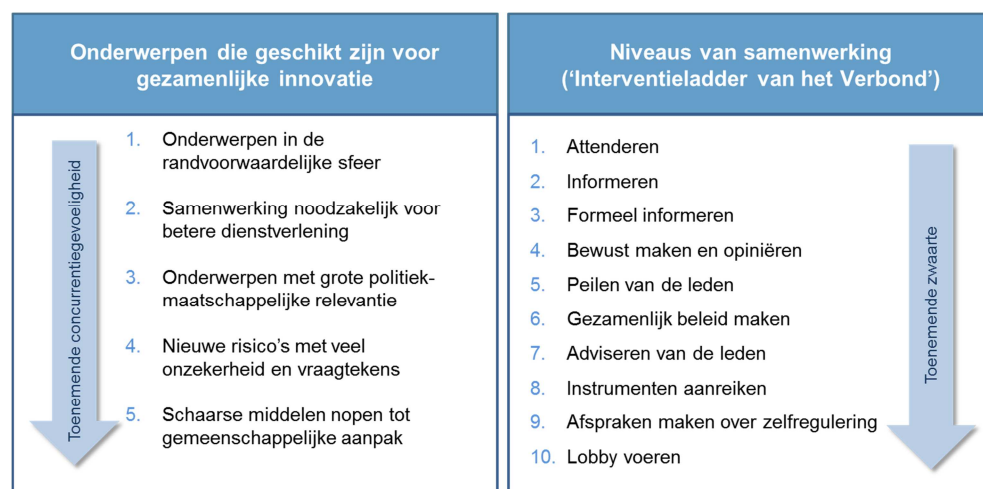 Onderwerpen die geschikt zijn voor
gezamenlijke innovatie
Toenemende concurrentiegevoeligheid
1. Onderwerpen in de
randvoorwaardelijke sfeer
2. Samenwerking noodzakelijk voor
betere dienstverlening
3. Onderwerpen met grote politiek-
maatschappelijke relevantie
4. Nieuwe risico's met veel
onzekerheid en vraagtekens
5. Schaarse middelen nopen tot
gemeenschappelijke aanpak
Niveaus van samenwerking
('Interventieladder van het Verbond')
1. Attenderen
2. Informeren
3. Formeel informeren
4. Bewust maken en opiniëren
5. Peilen van de leden
6. Gezamenlijk beleid maken
7. Adviseren van de leden
8. Instrumenten aanreiken
9. Afspraken maken over zelfregulering
10. Lobby voeren
Toenemende zwaarte